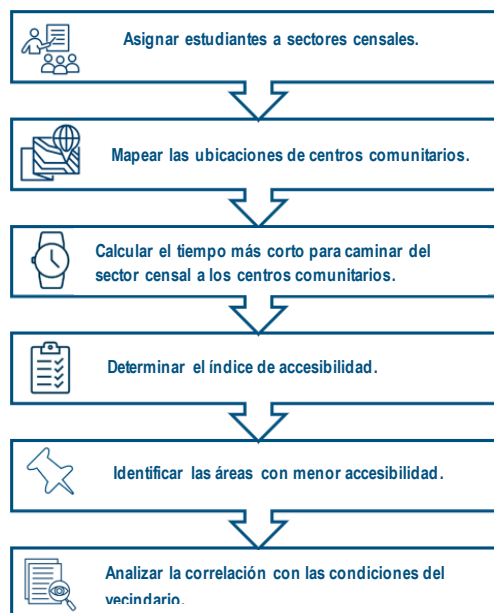 Asignar estudiantes a sectores censales.
Mapear las ubicaciones de centros comunitarios.
Calcular el tiempo más corto para caminar del
sector censal a los centros comunitarios.
Determinar el índice de accesibilidad.
Identificar las áreas con menor accesibilidad.
Analizar la correlación con las condiciones del
vecindario.